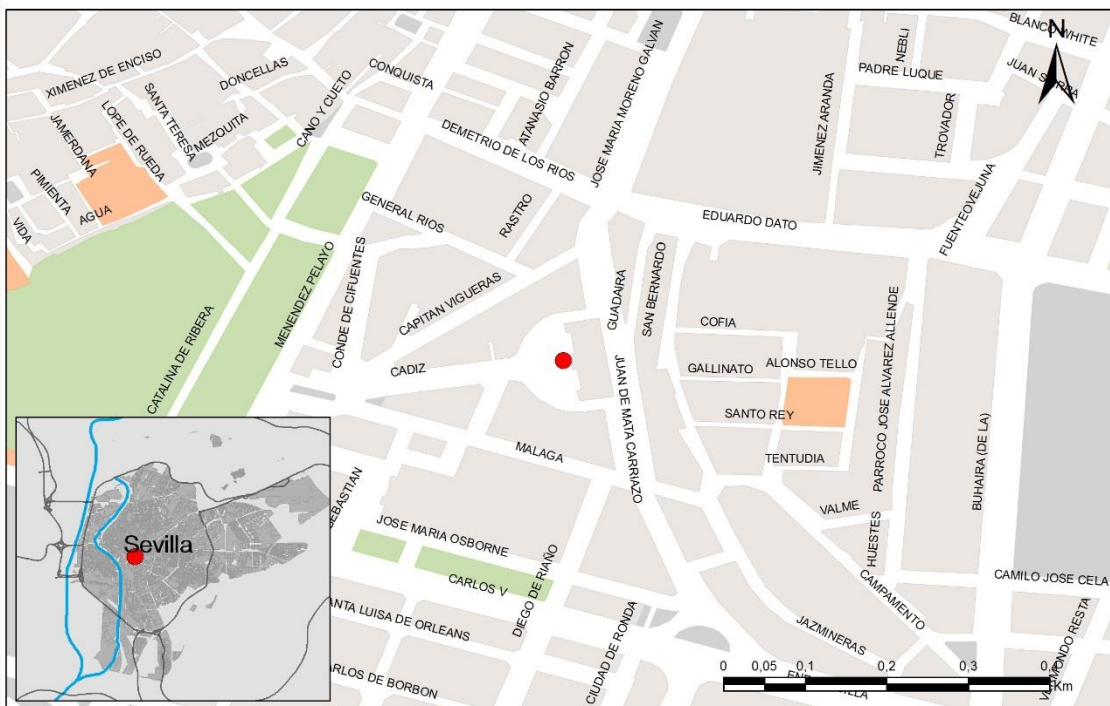 BLANCO WHITE
N
XIMENEZ DE ENCISO
DONCELLAS
CONQUISTA
ATANASIO BARRON
JOSE MARIA MORENO GALVAN
NEBLI
PADRE LUQUE
SANTA TERESA
LOPE DE RUEDA
JAMERDANA
MEZQUITA
CANO Y CUETO
DEMETRIO DE LOS RIOS
JIMENEZ ARANDA
TROVADOR
PIMIENTA
AGUA
VIDA
GENERAL RIOS
RASTRO
EDUARDO DATO
FUENTEOVEJUNA
MENENDEZ PELAYO
CONDE DE CIFUENTES
CAPITAN VIGUERAS
GUADAIRA
SAN BERNARDO
COFIA
CATALINA DE RIBERA
CADIZ
GALLINATO
ALONSO TELLO
PARROCO JOSE ALVAREZ ALLENDE
JUAN DE MATA CARRIAZO
SANTO REY
MALAGA
TENTUDIA
BUHAIRA (DE LA)
SEBASTIAN
VALME
HUESTES
JOSE MARIA OSBORNE
CARLOS V
DIEGO DE RIAÑO
CAMPAMENTO
CAMILO JOSE CELA
ANTA LUISA DE ORLEANS
CIUDAD DE RONDA
JAZMINERAS
ARLOS DE BORBON
Sevilla
0 0,05 0,1 0,2 0,3
Km